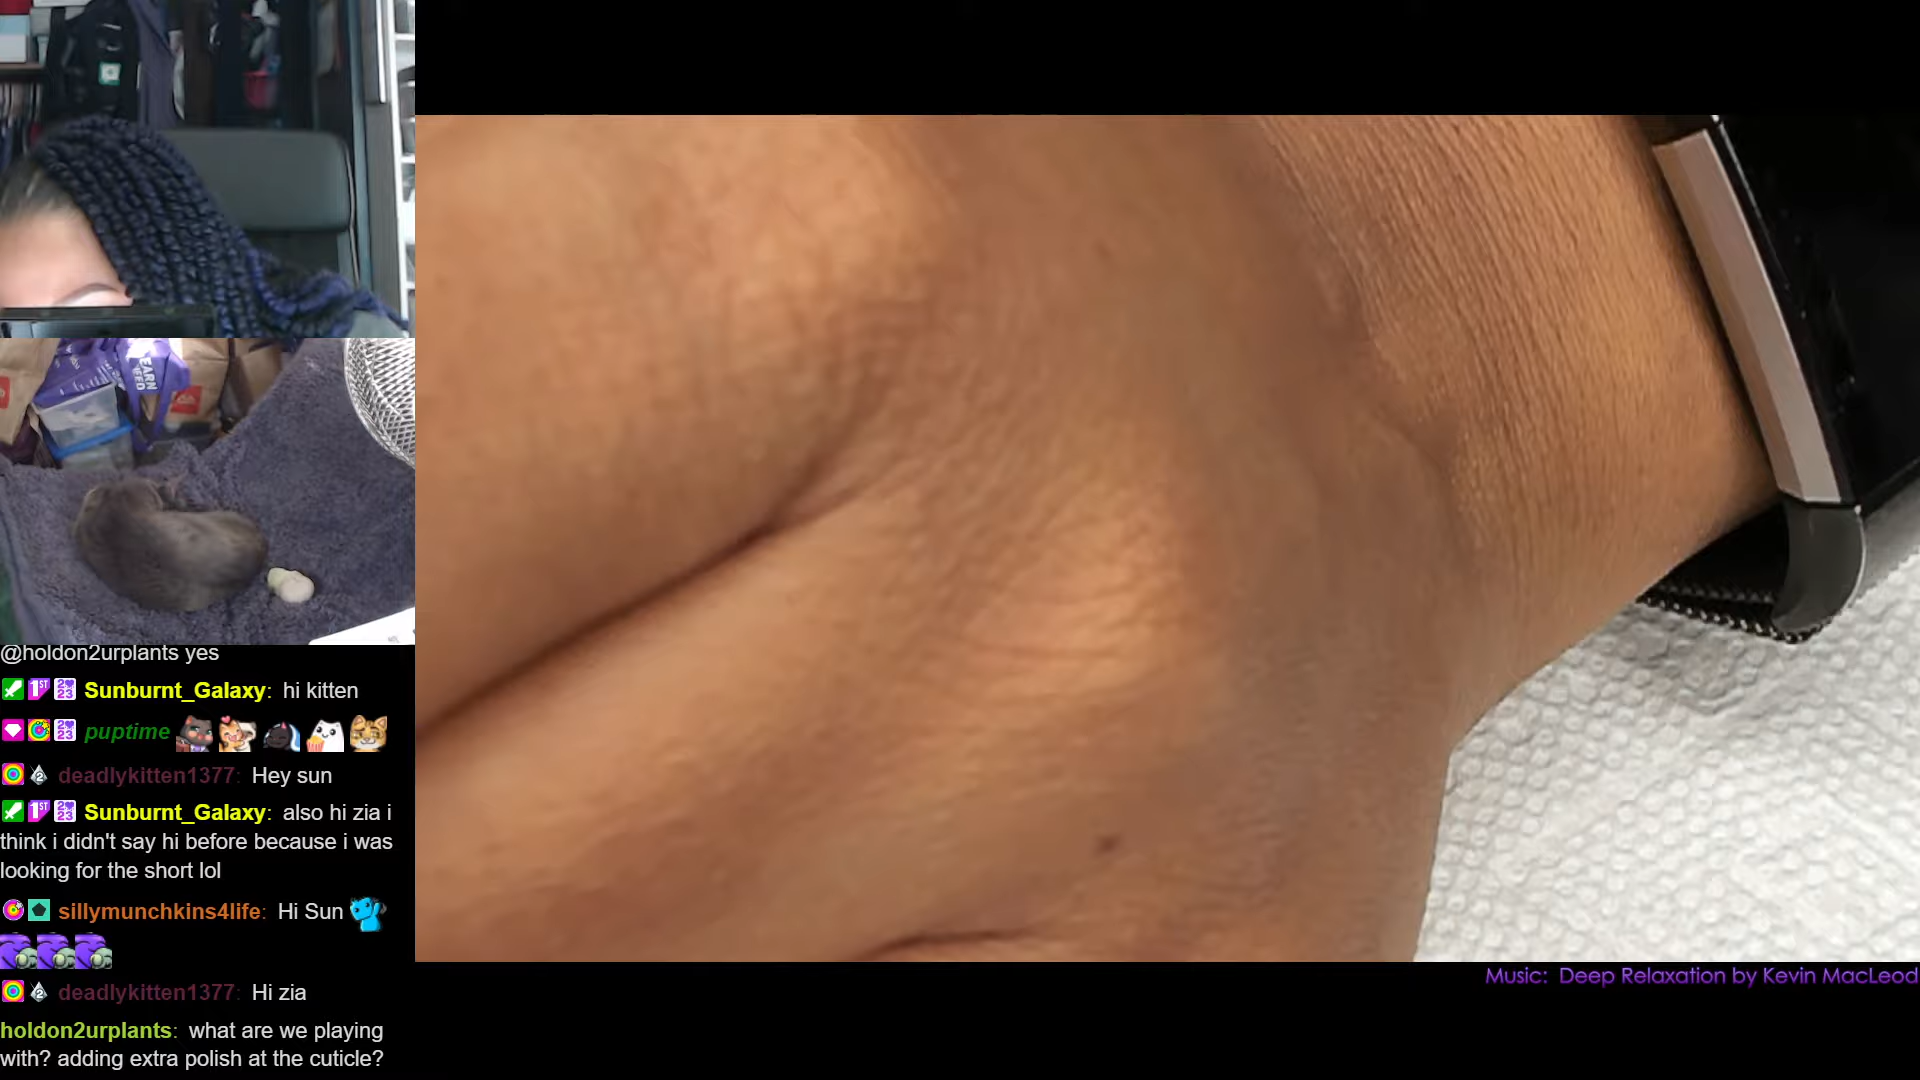 EARN
@holdon2urplants yes
Sunburnt_Galaxy: hi kitten
puptime
deadlykitten1377: Hey sun
Sunburnt_Galaxy: also hi zia i
think i didn't say hi before because i was
looking for the short lol
sillymunchkins4life: Hi Sun
deadlykitten1377: Hi zia
holdon2urplants: what are we playing
with? adding extra polish at the cuticle?
Music: Deep Relaxation by Kevin MacLeod